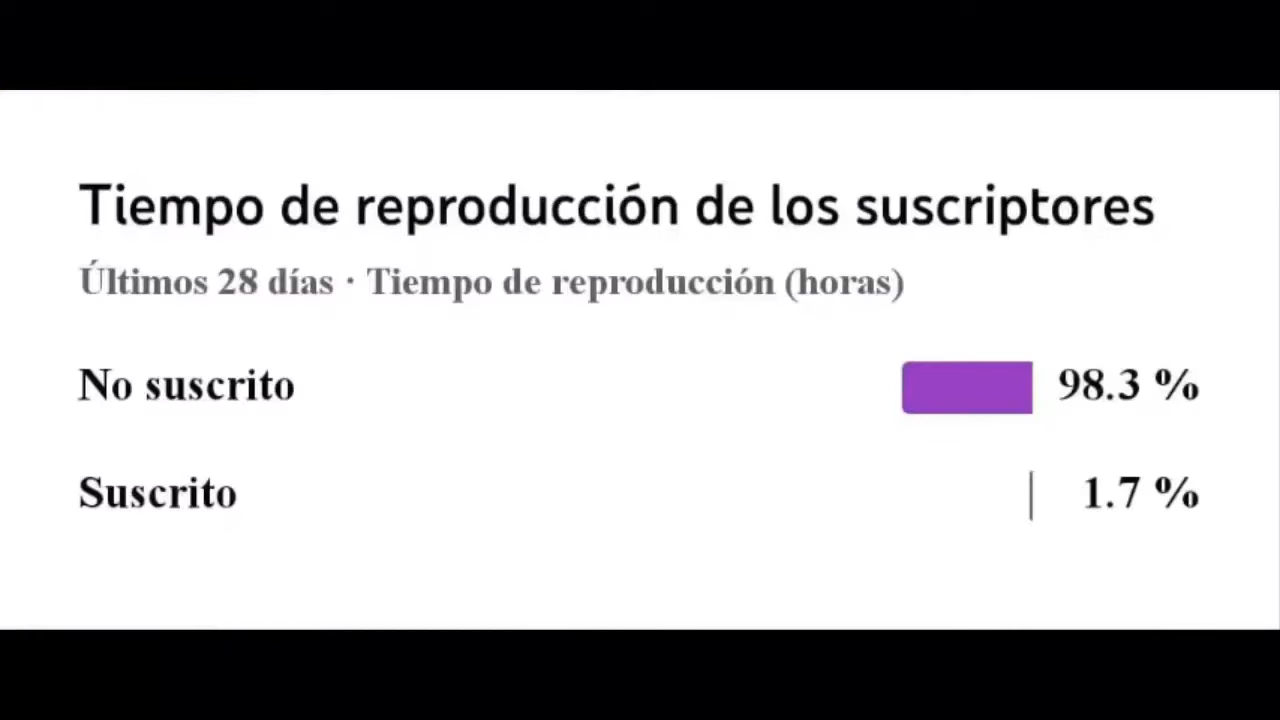 Tiempo de reproducción de los suscriptores
Últimos 28 días · Tiempo de reproducción (horas)
No suscrito 98.3 %
Suscrito 1.7 %